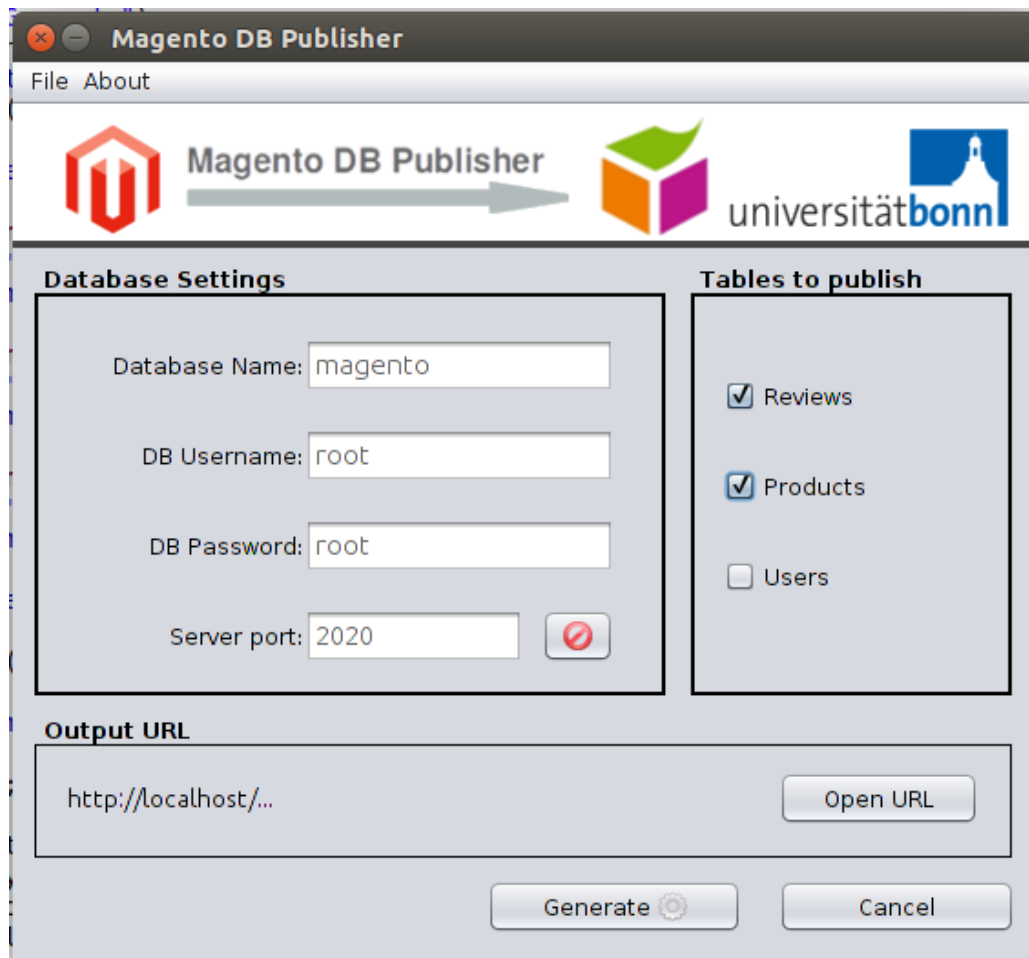 Magento DB Publisher
File About
Magento DB Publisher
universitätbonn
Database Settings
Database Name: magento
DB Username: root
DB Password: root
Server port: 2020
Tables to publish
Reviews
Products
Users
Output URL
http://localhost/...
Open URL
Generate
Cancel